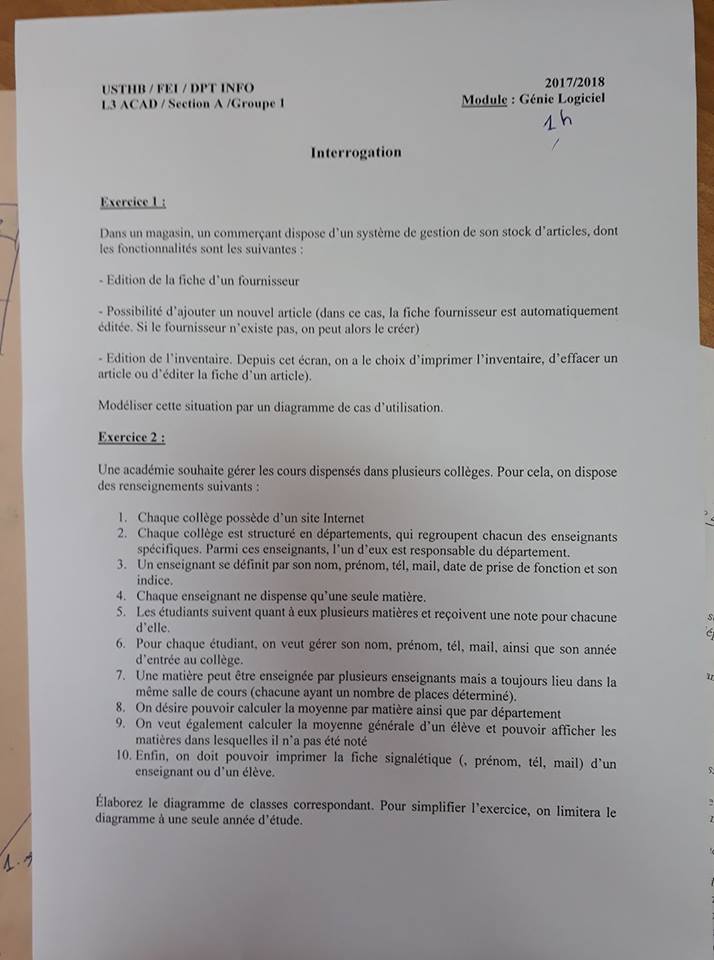 USTHB / FEI / DPT INFO
L3 ACAD / Section A /Groupe 1
2017/2018
Module : Génie Logiciel
1h
Interrogation
Exercice 1 :
Dans un magasin, un commerçant dispose d'un système de gestion de son stock d'articles, dont
les fonctionnalités sont les suivantes :
- Edition de la fiche d'un fournisseur
- Possibilité d'ajouter un nouvel article (dans ce cas, la fiche fournisseur est automatiquement
éditée. Si le fournisseur n'existe pas, on peut alors le créer)
- Edition de l'inventaire. Depuis cet écran, on a le choix d'imprimer l'inventaire, d'effacer un
article ou d'éditer la fiche d'un article).
Modéliser cette situation par un diagramme de cas d'utilisation.
Exercice 2 :
Une académie souhaite gérer les cours dispensés dans plusieurs collèges. Pour cela, on dispose
des renseignements suivants :
1. Chaque collège possède d'un site Internet
2. Chaque collège est structuré en départements, qui regroupent chacun des enseignants
spécifiques. Parmi ces enseignants, l'un d'eux est responsable du département.
3. Un enseignant se définit par son nom, prénom, tél, mail, date de prise de fonction et son
indice.
4. Chaque enseignant ne dispense qu'une seule matière.
5. Les étudiants suivent quant à eux plusieurs matières et reçoivent une note pour chacune
d'elle.
6. Pour chaque étudiant, on veut gérer son nom, prénom, tél, mail, ainsi que son année
d'entrée au collège.
7. Une matière peut être enseignée par plusieurs enseignants mais a toujours lieu dans la
même salle de cours (chacune ayant un nombre de places déterminé).
8. On désire pouvoir calculer la moyenne par matière ainsi que par département
9. On veut également calculer la moyenne générale d'un élève et pouvoir afficher les
matières dans lesquelles il n'a pas été noté
10. Enfin, on doit pouvoir imprimer la fiche signalétique (, prénom, tél, mail) d'un
enseignant ou d'un élève.
Élaborez le diagramme de classes correspondant. Pour simplifier l'exercice, on limitera le
diagramme à une seule année d'étude.